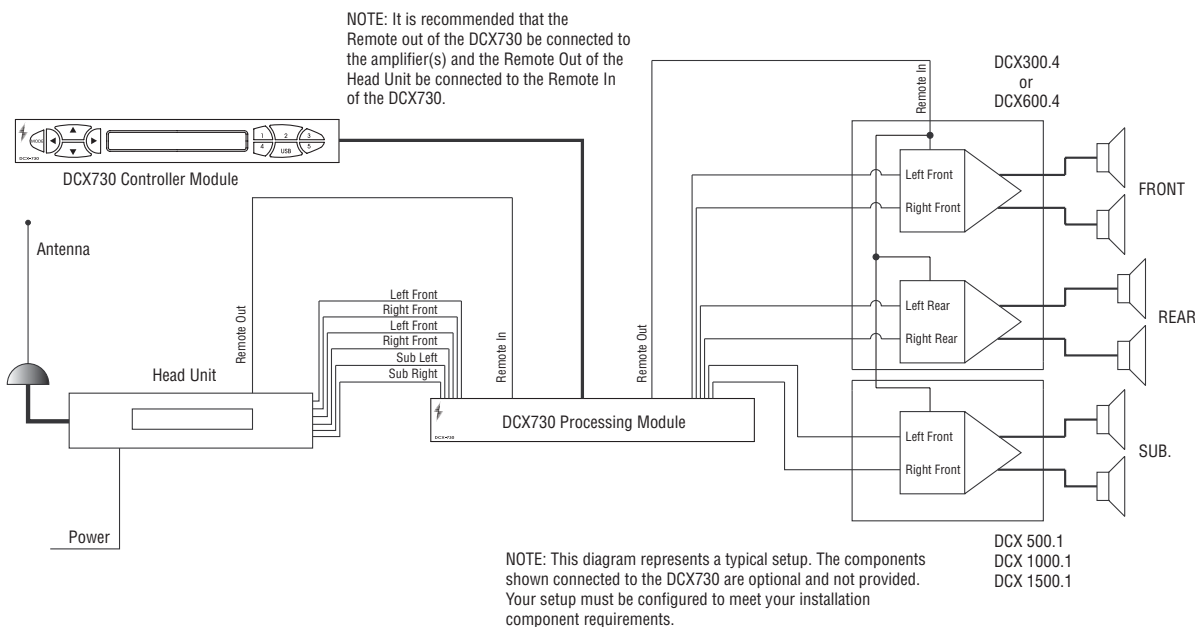 NOTE: It is recommended that the
Remote out of the DCX730 be connected to
the amplifier(s) and the Remote Out of the
Head Unit be connected to the Remote In
of the DCX730.
DCX300.4
or
DCX600.4
MODE
1
2
3
4
USB
5
DCX-730
DCX730 Controller Module
Remote In
Left Front
Right Front
FRONT
Antenna
Left Rear
Right Rear
REAR
Remote Out
Left Front
Right Front
Left Front
Right Front
Sub Left
Sub Right
Remote In
Remote Out
Head Unit
DCX730 Processing Module
DCX-730
Left Front
Right Front
SUB.
Power
DCX 500.1
DCX 1000.1
DCX 1500.1
NOTE: This diagram represents a typical setup. The components
shown connected to the DCX730 are optional and not provided.
Your setup must be configured to meet your installation
component requirements.